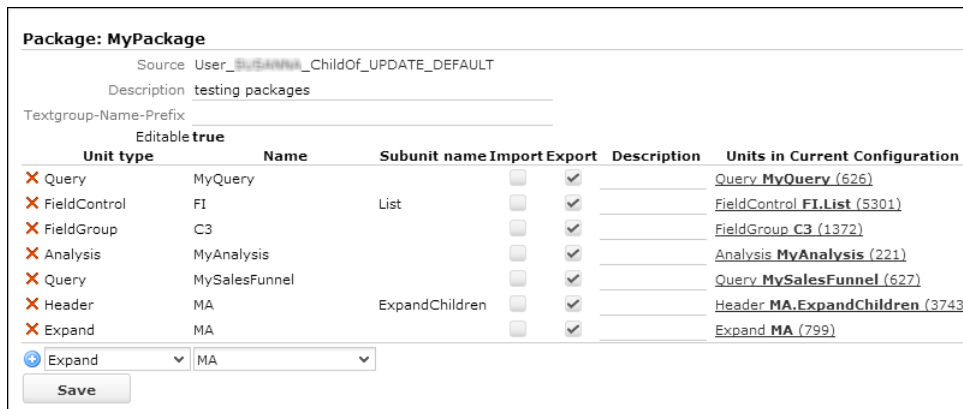 Package: MyPackage
Source User_ _ChildOf_UPDATE_DEFAULT
Description testing packages
Textgroup-Name-Prefix
Editable true
Unit type Name Subunit name Import Export Description Units in Current Configuration
Query MyQuery Query MyQuery (626)
FieldControl FI List FieldControl FI.List (5301)
FieldGroup C3 FieldGroup C3 (1372)
Analysis MyAnalysis Analysis MyAnalysis (221)
Query MySalesFunnel Query MySalesFunnel (627)
Header MA ExpandChildren Header MA.ExpandChildren (3743
Expand MA Expand MA (799)
Expand MA
Save